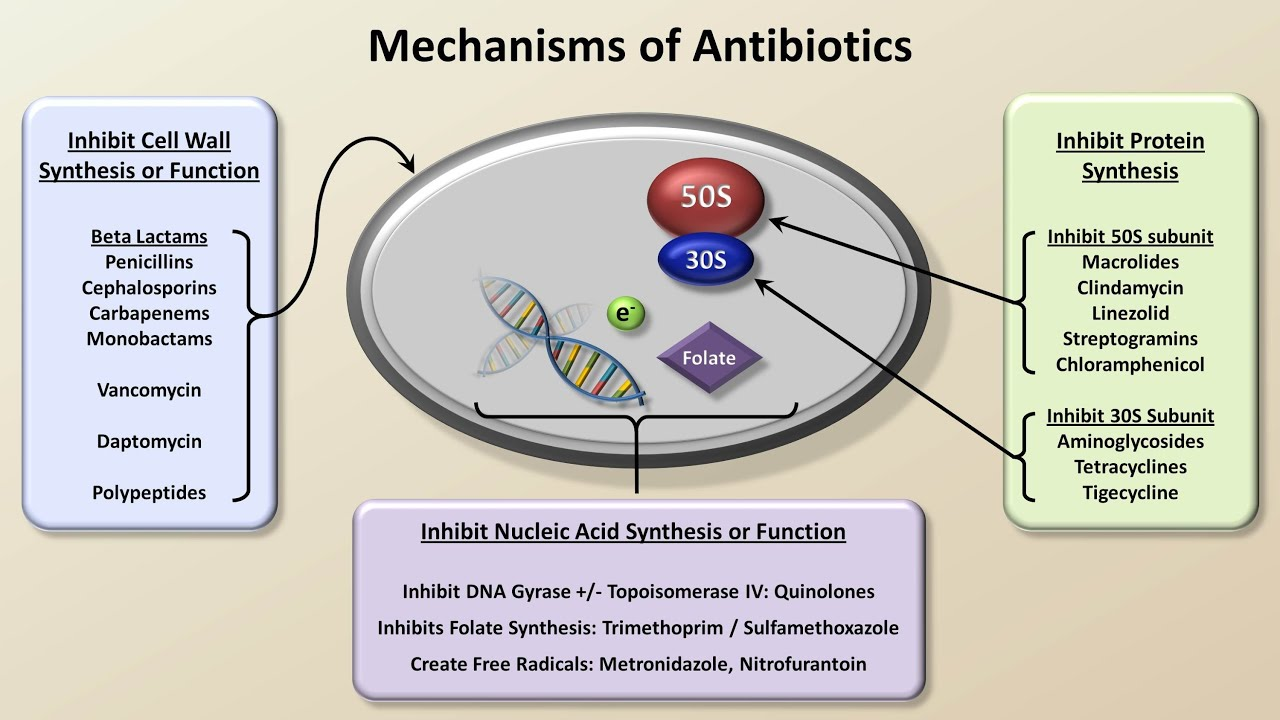 Mechanisms of Antibiotics
Inhibit Cell Wall
Synthesis or Function
Beta Lactams
Penicillins
Cephalosporins
Carbapenems
Monobactams
Vancomycin
Daptomycin
Polypeptides
50S
30S
e-
Folate
Inhibit Protein
Synthesis
Inhibit 50S subunit
Macrolides
Clindamycin
Linezolid
Streptogramins
Chloramphenicol
Inhibit 30S Subunit
Aminoglycosides
Tetracyclines
Tigecycline
Inhibit Nucleic Acid Synthesis or Function
Inhibit DNA Gyrase +/- Topoisomerase IV: Quinolones
Inhibits Folate Synthesis: Trimethoprim / Sulfamethoxazole
Create Free Radicals: Metronidazole, Nitrofurantoin